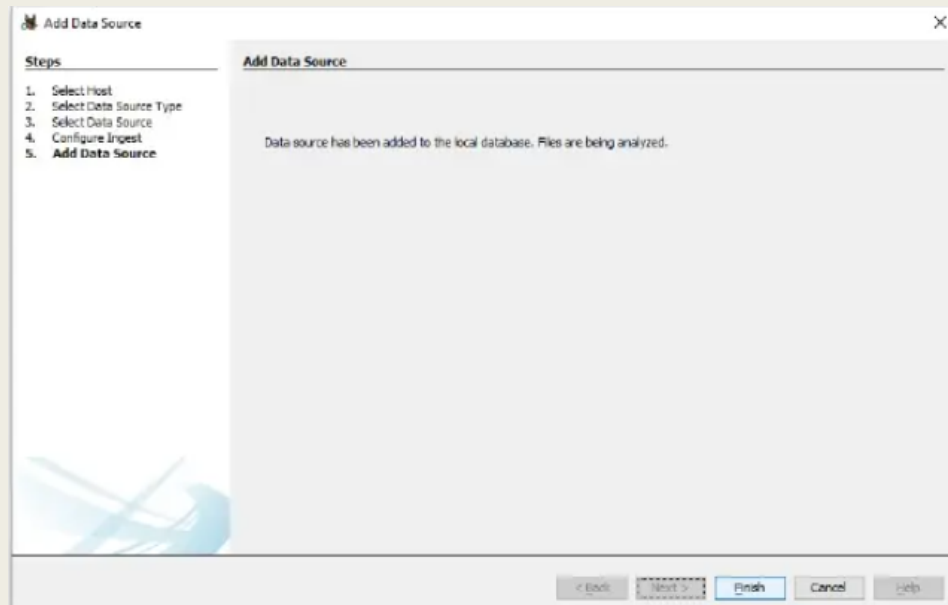 Add Data Source
Steps
1. Select Host
2. Select Data Source Type
3. Select Data Source
4. Configure Ingest
5. Add Data Source
Add Data Source
Data source has been added to the local database. Files are being analyzed.
< Back
Next >
Finish
Cancel
Help